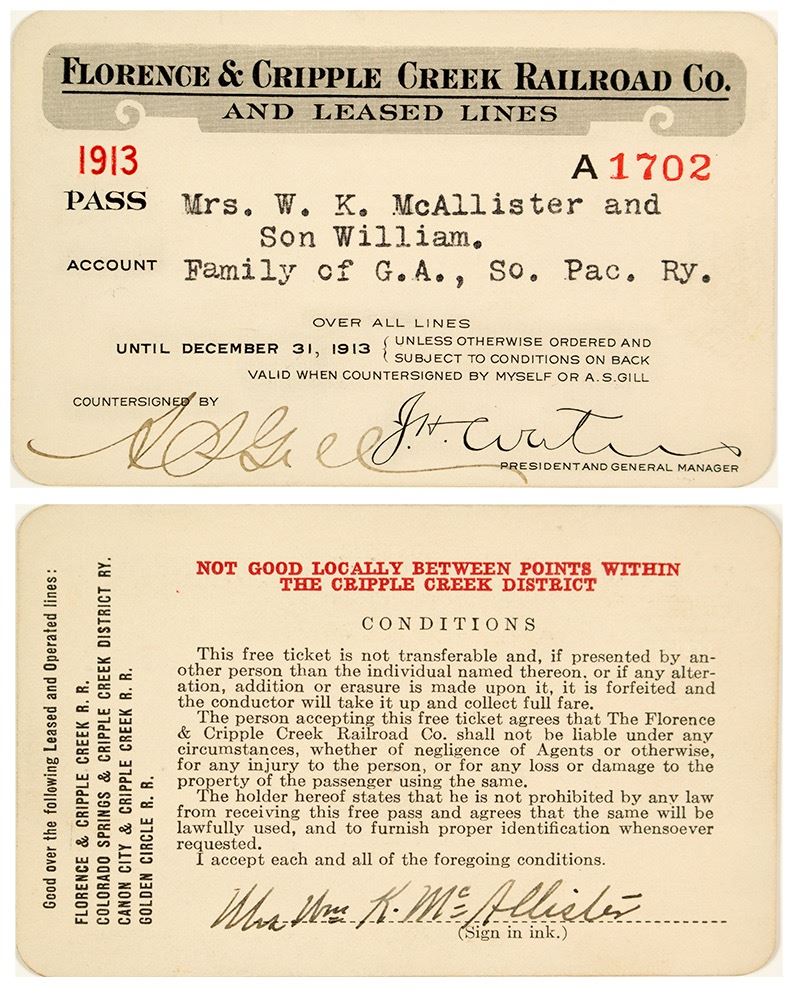 FLORENCE & CRIPPLE CREEK RAILROAD CO.
AND LEASED LINES
1913
A 1702
PASS Mrs. W. K. McAllister and
Son William.
ACCOUNT Family of G.A., So. Pac. Ry.
OVER ALL LINES
UNTIL DECEMBER 31, 1913 { UNLESS OTHERWISE ORDERED AND
SUBJECT TO CONDITIONS ON BACK
VALID WHEN COUNTERSIGNED BY MYSELF OR A.S. GILL
COUNTERSIGNED BY
A S Gill
J. H. Waters
PRESIDENT AND GENERAL MANAGER
Good over the following Leased and Operated lines:
FLORENCE & CRIPPLE CREEK R. R.
COLORADO SPRINGS & CRIPPLE CREEK DISTRICT RY.
CANON CITY & CRIPPLE CREEK R. R.
GOLDEN CIRCLE R. R.
NOT GOOD LOCALLY BETWEEN POINTS WITHIN
THE CRIPPLE CREEK DISTRICT
CONDITIONS
This free ticket is not transferable and, if presented by an-
other person than the individual named thereon, or if any alter-
ation, addition or erasure is made upon it, it is forfeited and
the conductor will take it up and collect full fare.
The person accepting this free ticket agrees that The Florence
& Cripple Creek Railroad Co. shall not be liable under any
circumstances, whether of negligence of Agents or otherwise,
for any injury to the person, or for any loss or damage to the
property of the passenger using the same.
The holder hereof states that he is not prohibited by any law
from receiving this free pass and agrees that the same will be
lawfully used, and to furnish proper identification whensoever
requested.
I accept each and all of the foregoing conditions.
Mrs Wm K. McAllister
(Sign in ink.)